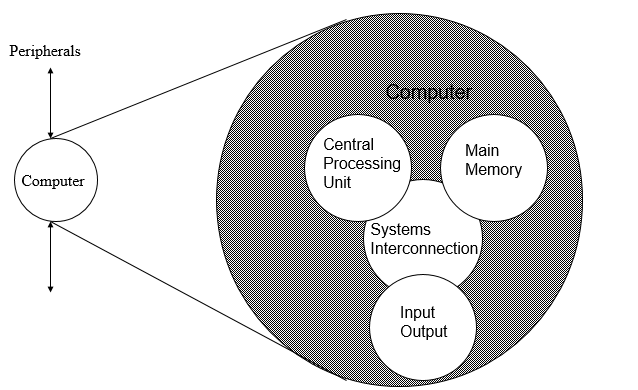 Peripherals
Computer
Computer
Central
Processing
Unit
Main
Memory
Systems
Interconnection
Input
Output